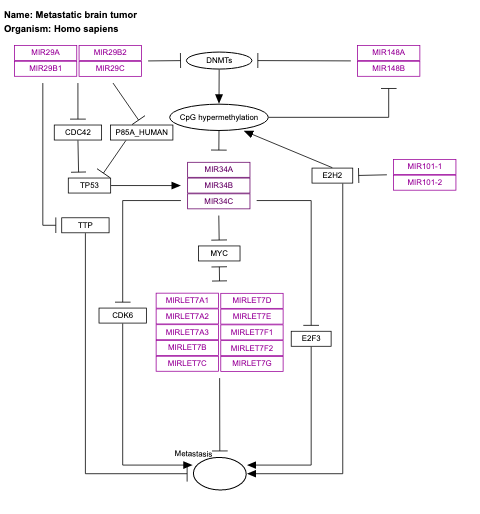 Name: Metastatic brain tumor
Organism: Homo sapiens
MIR29A MIR29B2
MIR29B1 MIR29C
DNMTs
MIR148A
MIR148B
CpG hypermethylation
CDC42
P85A_HUMAN
MIR34A
MIR34B
MIR34C
TP53
E2H2
MIR101-1
MIR101-2
TTP
MYC
MIRLET7A1 MIRLET7D
MIRLET7A2 MIRLET7E
MIRLET7A3 MIRLET7F1
MIRLET7B MIRLET7F2
MIRLET7C MIRLET7G
CDK6
E2F3
Metastasis